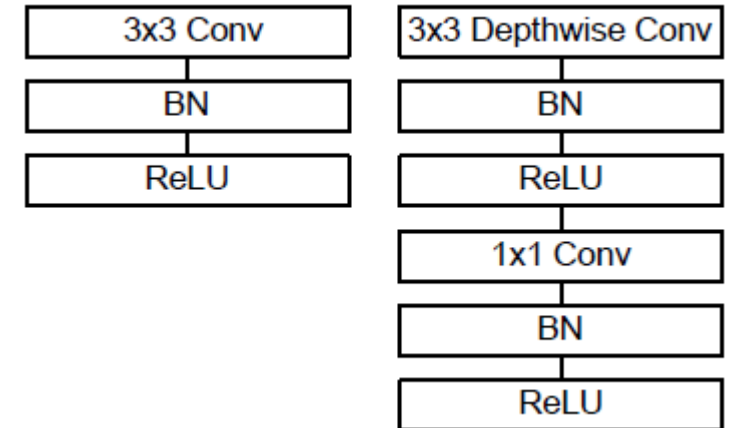 3x3 Conv
BN
ReLU
3x3 Depthwise Conv
BN
ReLU
1x1 Conv
BN
ReLU